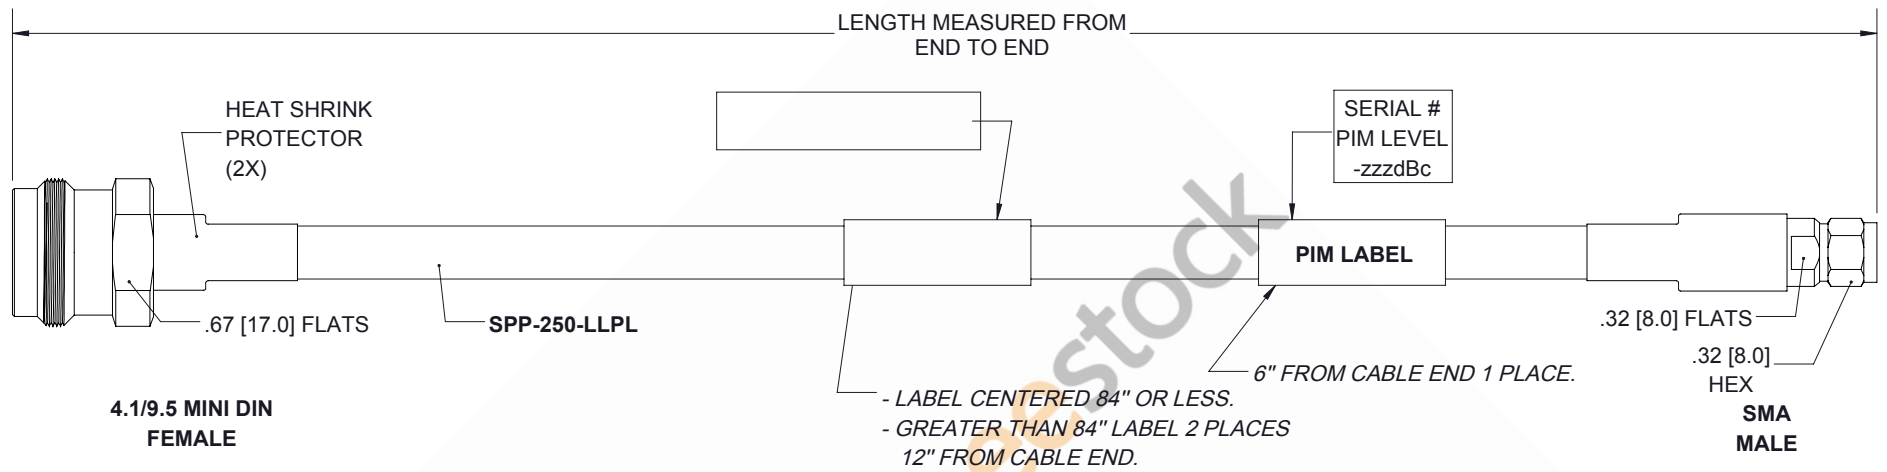 LENGTH MEASURED FROM
END TO END
HEAT SHRINK
PROTECTOR
(2X)
SERIAL #
PIM LEVEL
-zzzdBc
PIM LABEL
.67 [17.0] FLATS
SPP-250-LLPL
.32 [8.0] FLATS
.32 [8.0]
HEX
6" FROM CABLE END 1 PLACE.
- LABEL CENTERED 84" OR LESS.
- GREATER THAN 84" LABEL 2 PLACES
12" FROM CABLE END.
4.1/9.5 MINI DIN
FEMALE
SMA
MALE
eestock